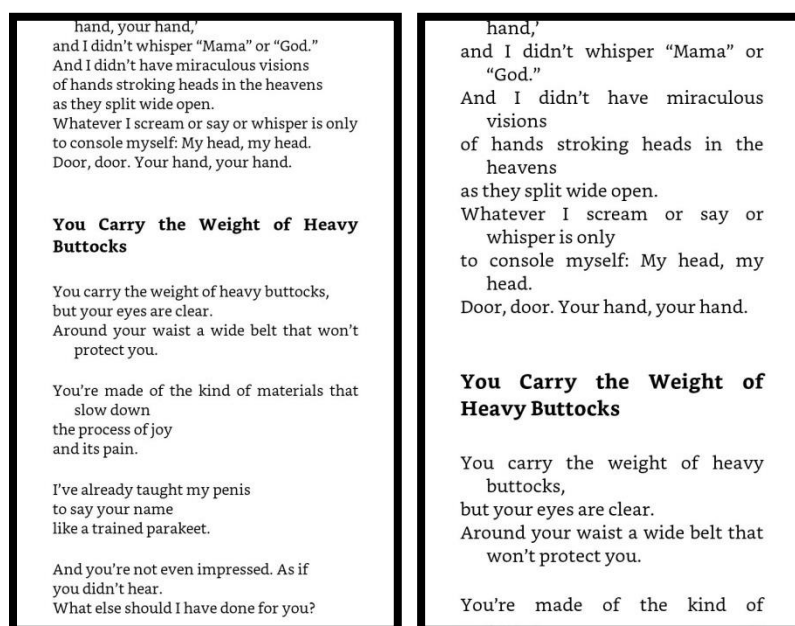 hand, your hand,’
and I didn’t whisper “Mama” or “God.”
And I didn’t have miraculous visions
of hands stroking heads in the heavens
as they split wide open.
Whatever I scream or say or whisper is only
to console myself: My head, my head.
Door, door. Your hand, your hand.
You Carry the Weight of Heavy
Buttocks
You carry the weight of heavy buttocks,
but your eyes are clear.
Around your waist a wide belt that won’t
protect you.
You’re made of the kind of materials that
slow down
the process of joy
and its pain.
I’ve already taught my penis
to say your name
like a trained parakeet.
And you’re not even impressed. As if
you didn’t hear.
What else should I have done for you?
hand,’
and I didn’t whisper “Mama” or
“God.”
And I didn’t have miraculous
visions
of hands stroking heads in the
heavens
as they split wide open.
Whatever I scream or say or
whisper is only
to console myself: My head, my
head.
Door, door. Your hand, your hand.
You Carry the Weight of
Heavy Buttocks
You carry the weight of heavy
buttocks,
but your eyes are clear.
Around your waist a wide belt that
won’t protect you.
You’re made of the kind of